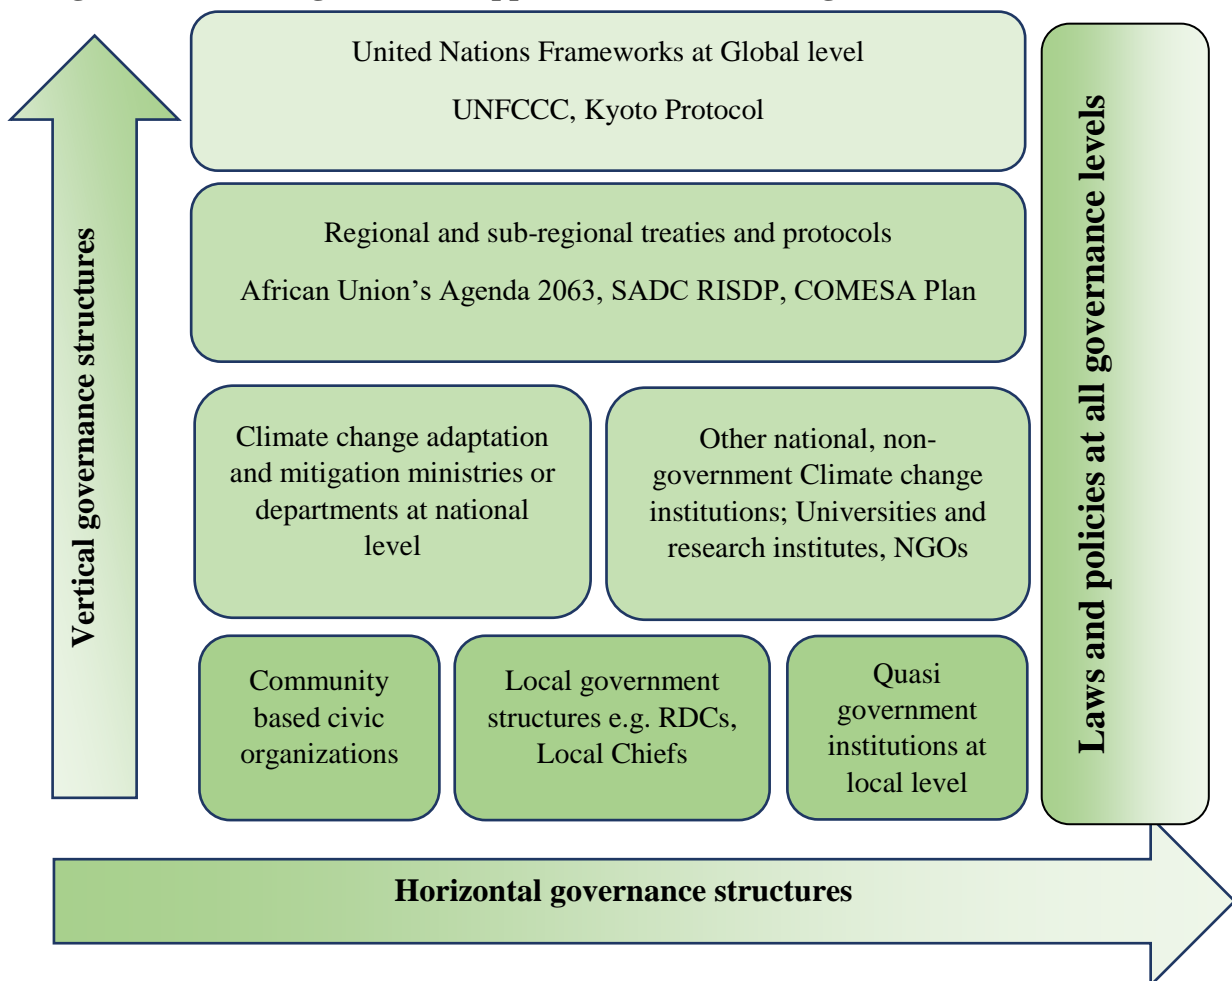 United Nations Frameworks at Global level
UNFCCC, Kyoto Protocol
Regional and sub-regional treaties and protocols
African Union’s Agenda 2063, SADC RISDP, COMESA Plan
Climate change adaptation
and mitigation ministries or
departments at national
level
Other national, non-
government Climate change
institutions; Universities and
research institutes, NGOs
Community
based civic
organizations
Local government
structures e.g. RDCs,
Local Chiefs
Quasi
government
institutions at
local level
Vertical governance structures
Laws and policies at all governance levels
Horizontal governance structures